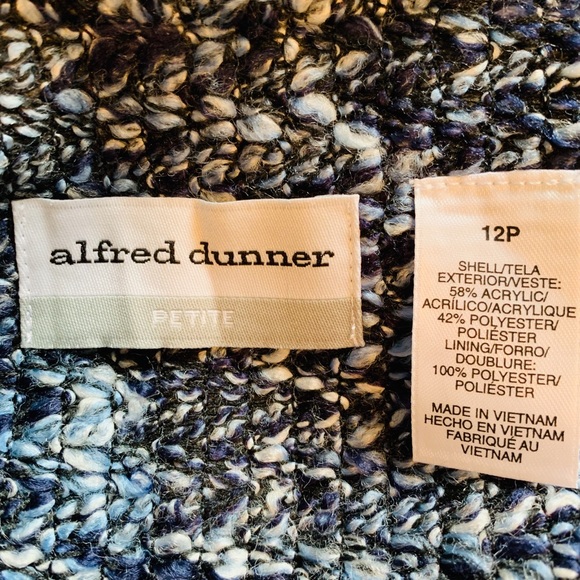 alfred dunner
PETITE
12P
SHELL/TELA
EXTERIOR/VESTE:
58% ACRYLIC/
ACRÍLICO/ACRYLIQUE
42% POLYESTER/
POLIÉSTER
LINING/FORRO/
DOUBLURE:
100% POLYESTER/
POLIÉSTER
MADE IN VIETNAM
HECHO EN VIETNAM
FABRIQUÉ AU
VIETNAM